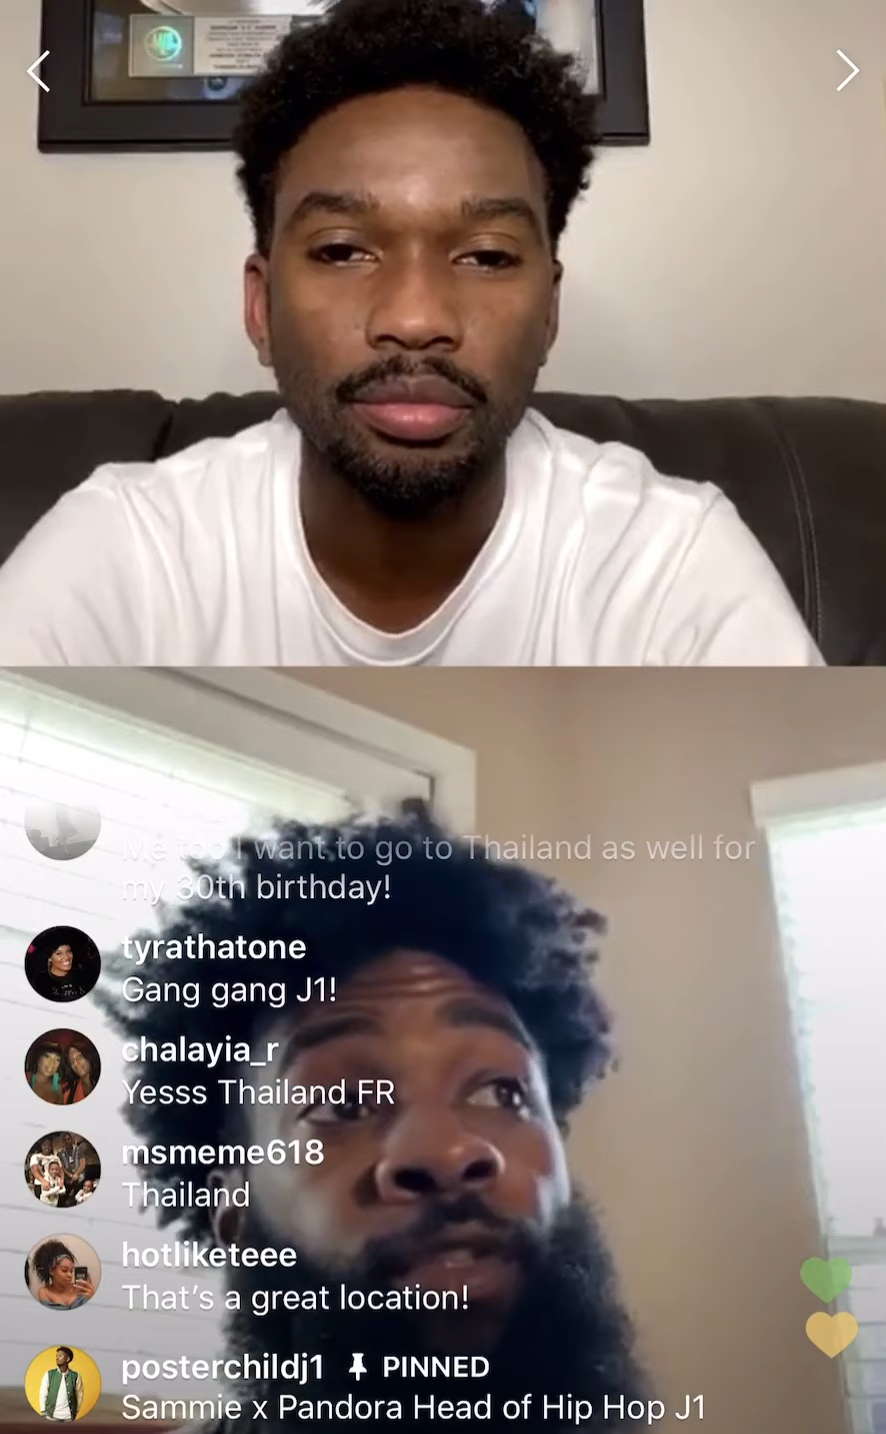 Me too I want to go to Thailand as well for
my 30th birthday!
tyrathatone
Gang gang J1!
chalayia_r
Yesss Thailand FR
msmeme618
Thailand
hotliketeee
That's a great location!
posterchildj1 PINNED
Sammie x Pandora Head of Hip Hop J1